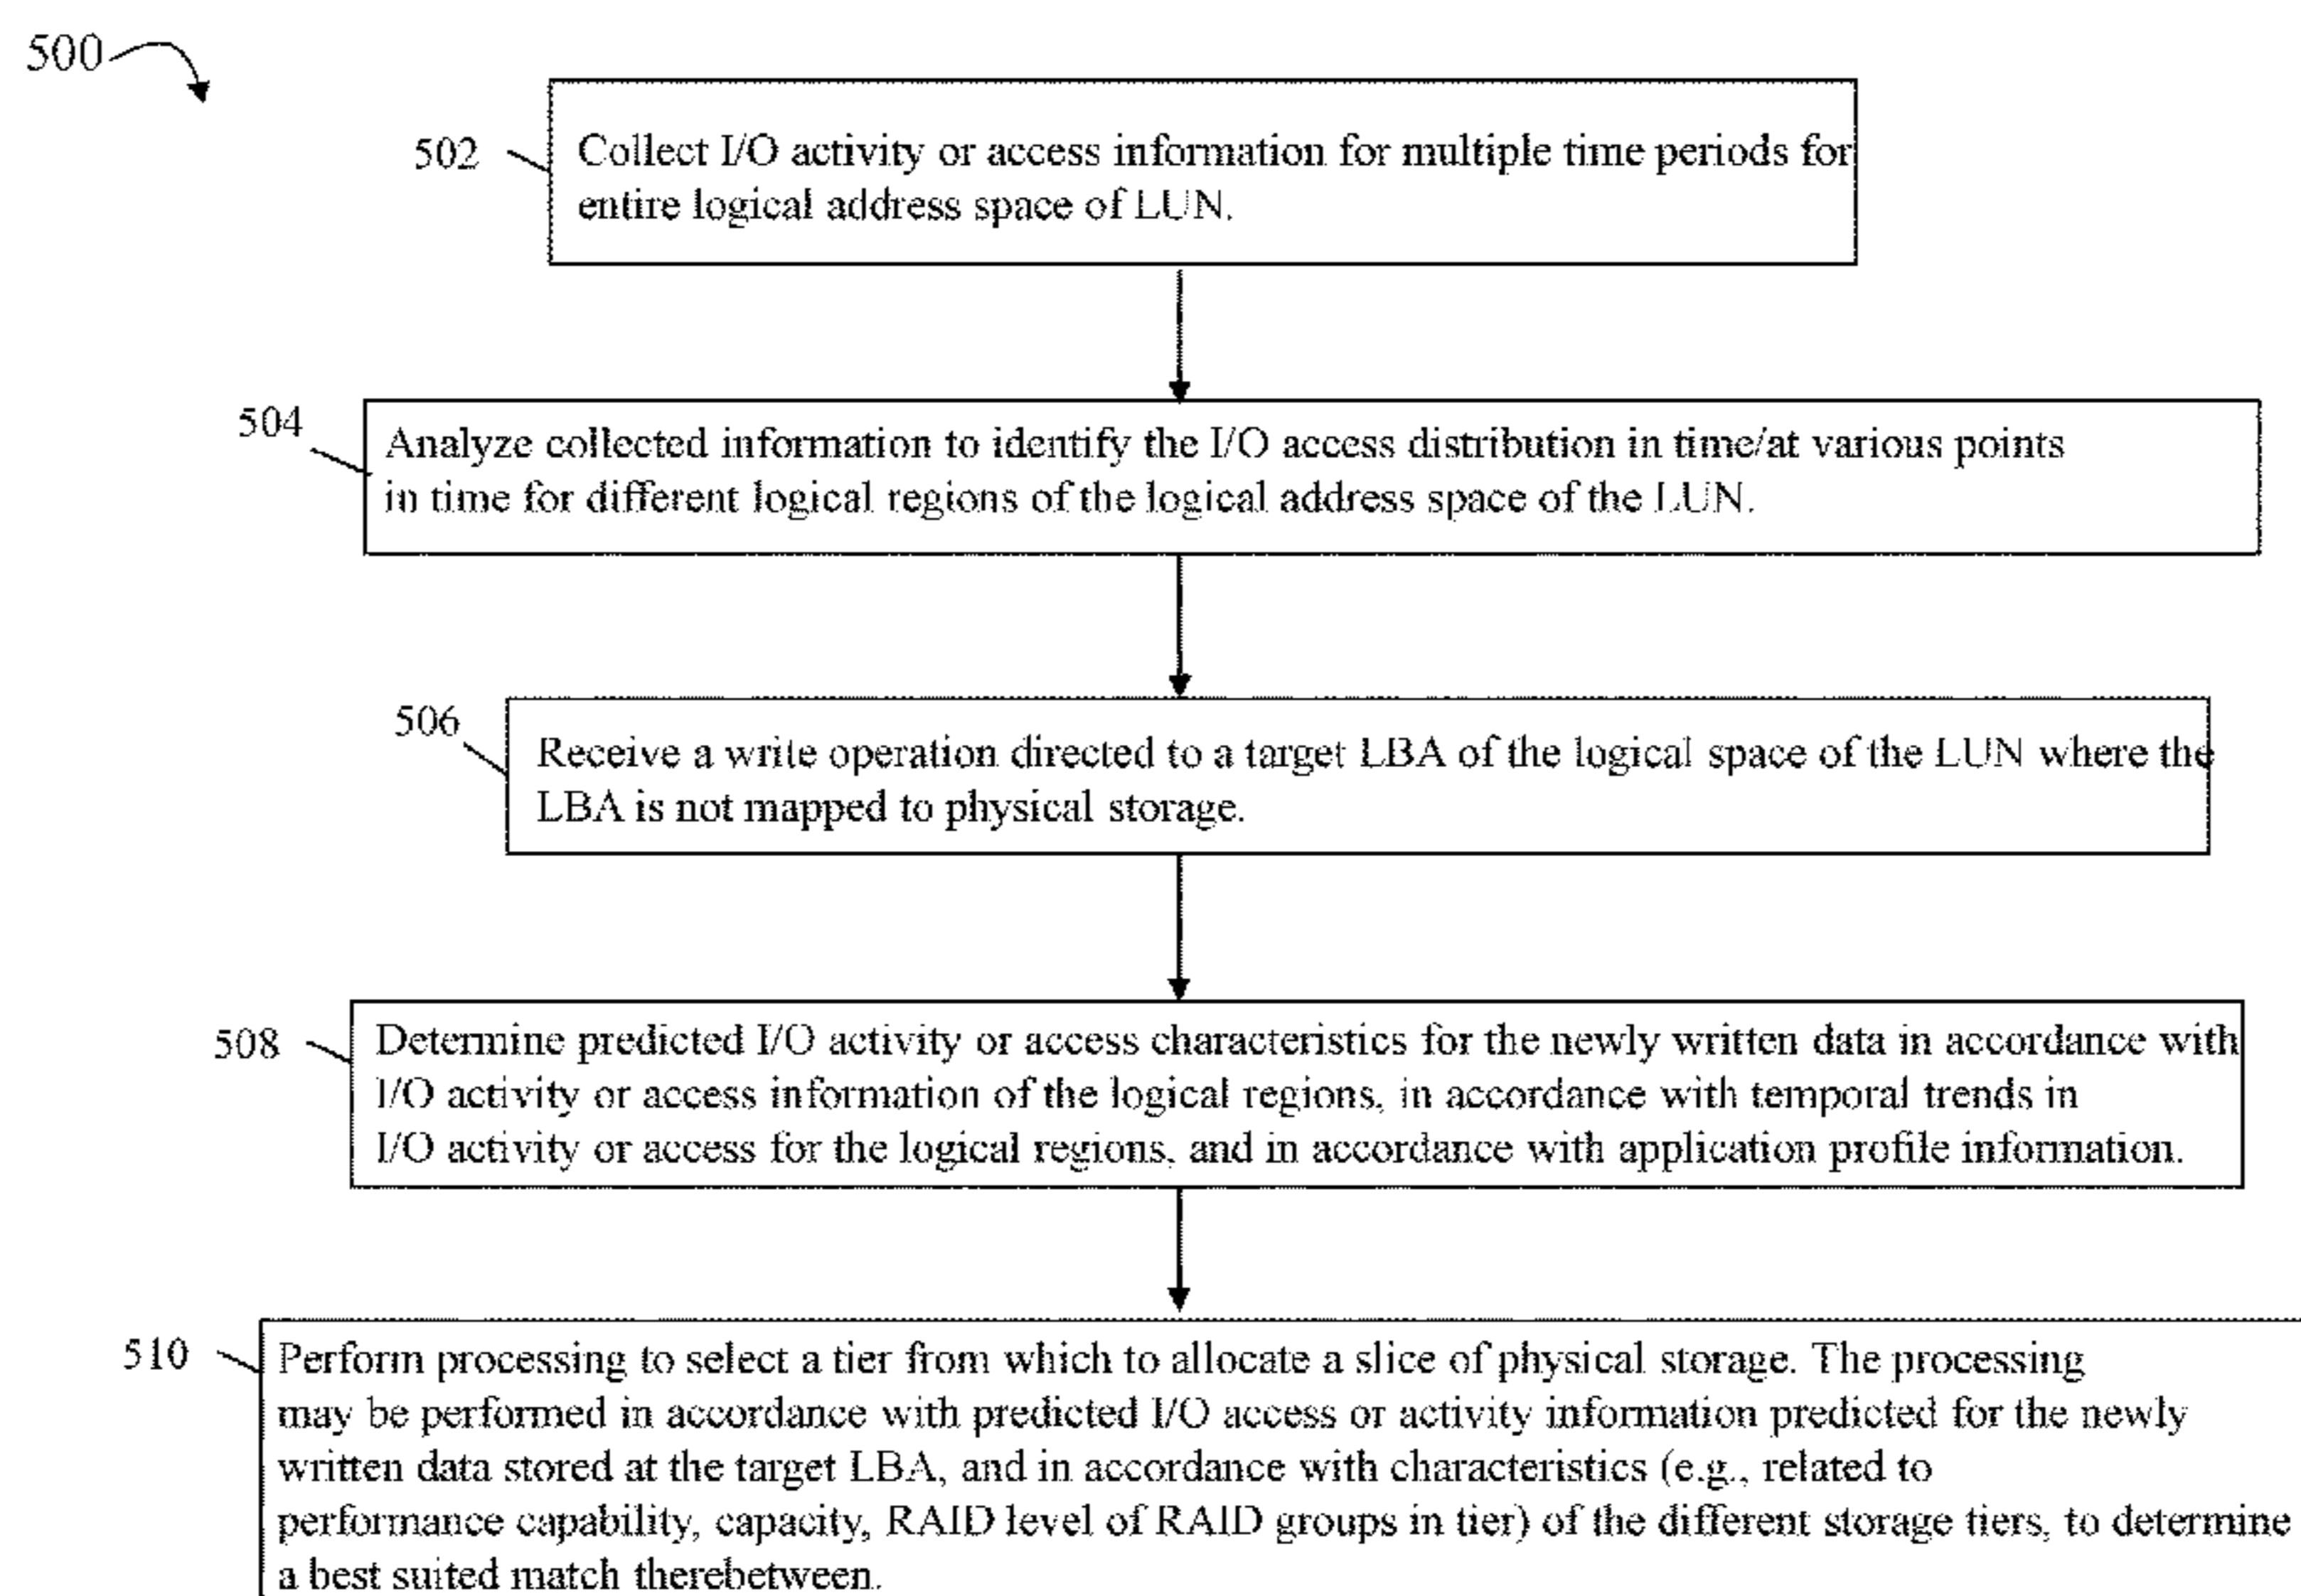 500
502
Collect I/O activity or access information for multiple time periods for
entire logical address space of LUN.
504
Analyze collected information to identify the I/O access distribution in time/at various points
in time for different logical regions of the logical address space of the LUN.
506
Receive a write operation directed to a target LBA of the logical space of the LUN where the
LBA is not mapped to physical storage.
508
Determine predicted I/O activity or access characteristics for the newly written data in accordance with
I/O activity or access information of the logical regions, in accordance with temporal trends in
I/O activity or access for the logical regions, and in accordance with application profile information.
510
Perform processing to select a tier from which to allocate a slice of physical storage. The processing
may be performed in accordance with predicted I/O access or activity information predicted for the newly
written data stored at the target LBA, and in accordance with characteristics (e.g., related to
performance capability, capacity, RAID level of RAID groups in tier) of the different storage tiers, to determine
a best suited match therebetween.